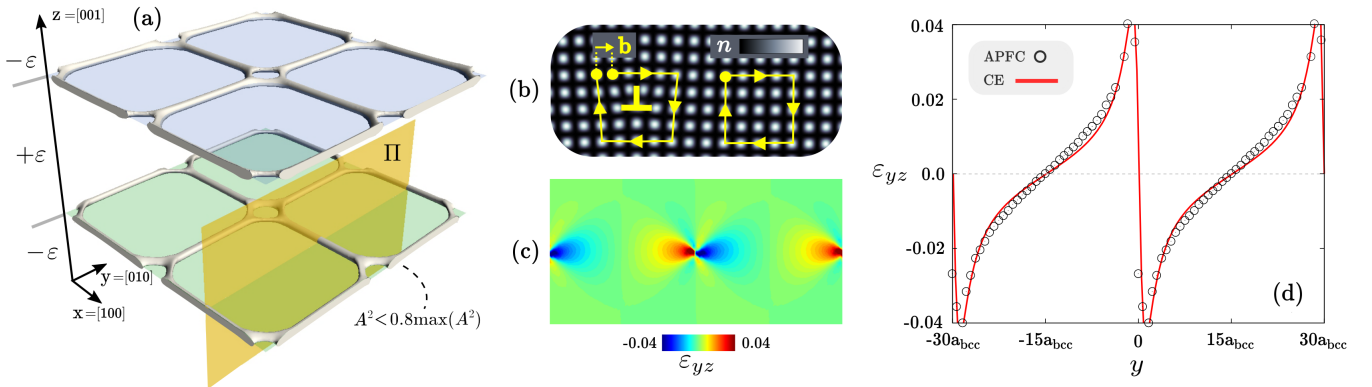 z=[001]
(a)
−ε
+ε
−ε
Π
y=[010]
x=[100]
A²<0.8max(A²)
b
n
(b)
(c)
-0.04
0.04
ε_yz
0.04
APFC
CE
0.02
ε_yz
0.0
-0.02
(d)
-0.04
-30a_bcc
-15a_bcc
0
15a_bcc
30a_bcc
y